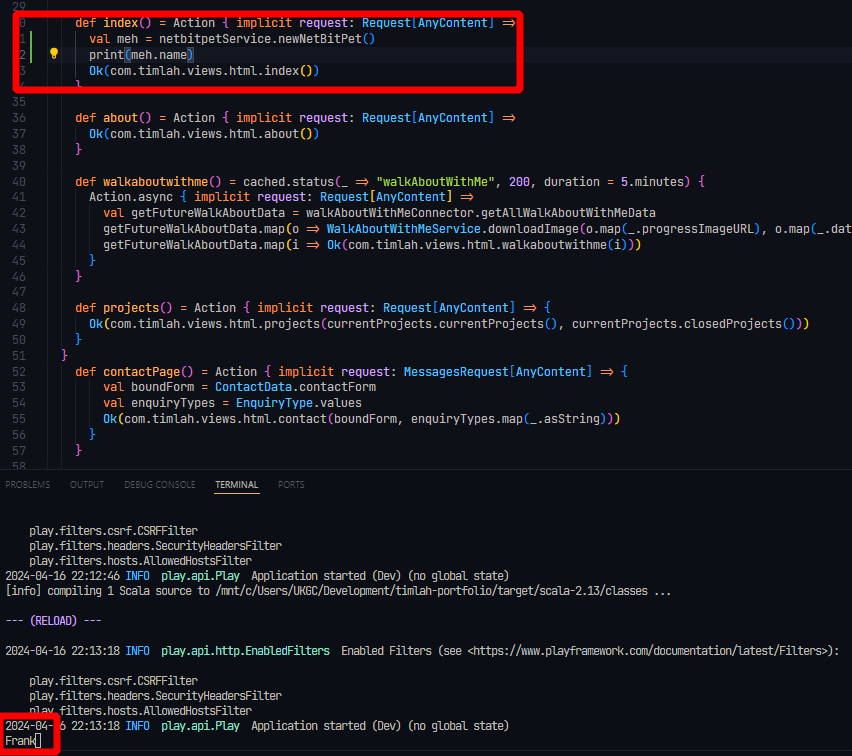 29
def index() = Action { implicit request: Request[AnyContent] =>
val meh = netbitpetService.newNetBitPet()
print(meh.name)
Ok(com.timlah.views.html.index())
}
35
36 def about() = Action { implicit request: Request[AnyContent] =>
37 Ok(com.timlah.views.html.about())
38 }
39
40 def walkaboutwithme() = cached.status(_ => "walkAboutWithMe", 200, duration = 5.minutes) {
41 Action.async { implicit request: Request[AnyContent] =>
42 val getFutureWalkAboutData = walkAboutWithMeConnector.getAllWalkAboutWithMeData
43 getFutureWalkAboutData.map(o => WalkAboutWithMeService.downloadImage(o.map(_.progressImageURL), o.map(_.dat
44 getFutureWalkAboutData.map(i => Ok(com.timlah.views.html.walkaboutwithme(i)))
45 }
46 }
47
48 def projects() = Action { implicit request: Request[AnyContent] => {
49 Ok(com.timlah.views.html.projects(currentProjects.currentProjects(), currentProjects.closedProjects()))
50 }
51 }
52 def contactPage() = Action { implicit request: MessagesRequest[AnyContent] => {
53 val boundForm = ContactData.contactForm
54 val enquiryTypes = EnquiryType.values
55 Ok(com.timlah.views.html.contact(boundForm, enquiryTypes.map(_.asString)))
56 }
57 }
58
PROBLEMS OUTPUT DEBUG CONSOLE TERMINAL PORTS
play.filters.csrf.CSRFFilter
play.filters.headers.SecurityHeadersFilter
play.filters.hosts.AllowedHostsFilter
2024-04-16 22:12:46 INFO play.api.Play Application started (Dev) (no global state)
[info] compiling 1 Scala source to /mnt/c/Users/UKGC/Development/timlah-portfolio/target/scala-2.13/classes ...
--- (RELOAD) ---
2024-04-16 22:13:18 INFO play.api.http.EnabledFilters Enabled Filters (see <https://www.playframework.com/documentation/latest/Filters>):
play.filters.csrf.CSRFFilter
play.filters.headers.SecurityHeadersFilter
play.filters.hosts.AllowedHostsFilter
2024-04-16 22:13:18 INFO play.api.Play Application started (Dev) (no global state)
Frank